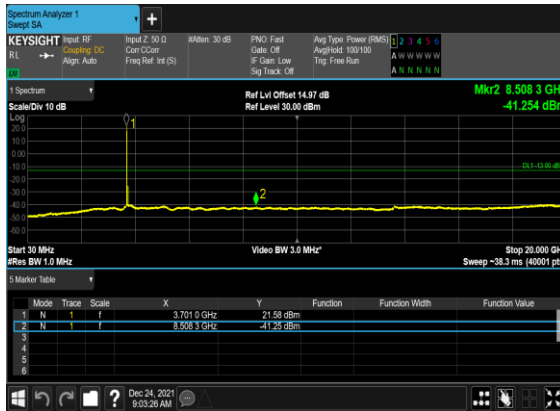 Spectrum Analyzer 1
Swept SA
+
KEYSIGHT Input: RF Input Z: 50 Ω #Atten: 30 dB PNO: Fast Avg Type: Power (RMS) 1 2 3 4 5 6
RL Coupling: DC Corr CCorr Gate: Off Avg|Hold: 100/100 A W W W W W
Align: Auto Freq Ref: Int (S) IF Gain: Low Trig: Free Run
Sig Track: Off A N N N N N
1 Spectrum
Ref Lvl Offset 14.97 dB Mkr2 8.508 3 GH
Scale/Div 10 dB Ref Level 30.00 dBm -41.254 dBr
Log
20.0
10.0
0.00
-10.0
-20.0
-30.0
-40.0
-50.0
-60.0
1
2
DL1 -13.00 dB
Start 30 MHz Video BW 3.0 MHz* Stop 20.000 GH
#Res BW 1.0 MHz Sweep ~38.3 ms (40001 pt
5 Marker Table
Mode Trace Scale X Y Function Function Width Function Value
1 N 1 f 3.701 0 GHz 21.58 dBm
2 N 1 f 8.508 3 GHz -41.25 dBm
3
4
5
6
? Dec 24, 2021
9:03:26 AM